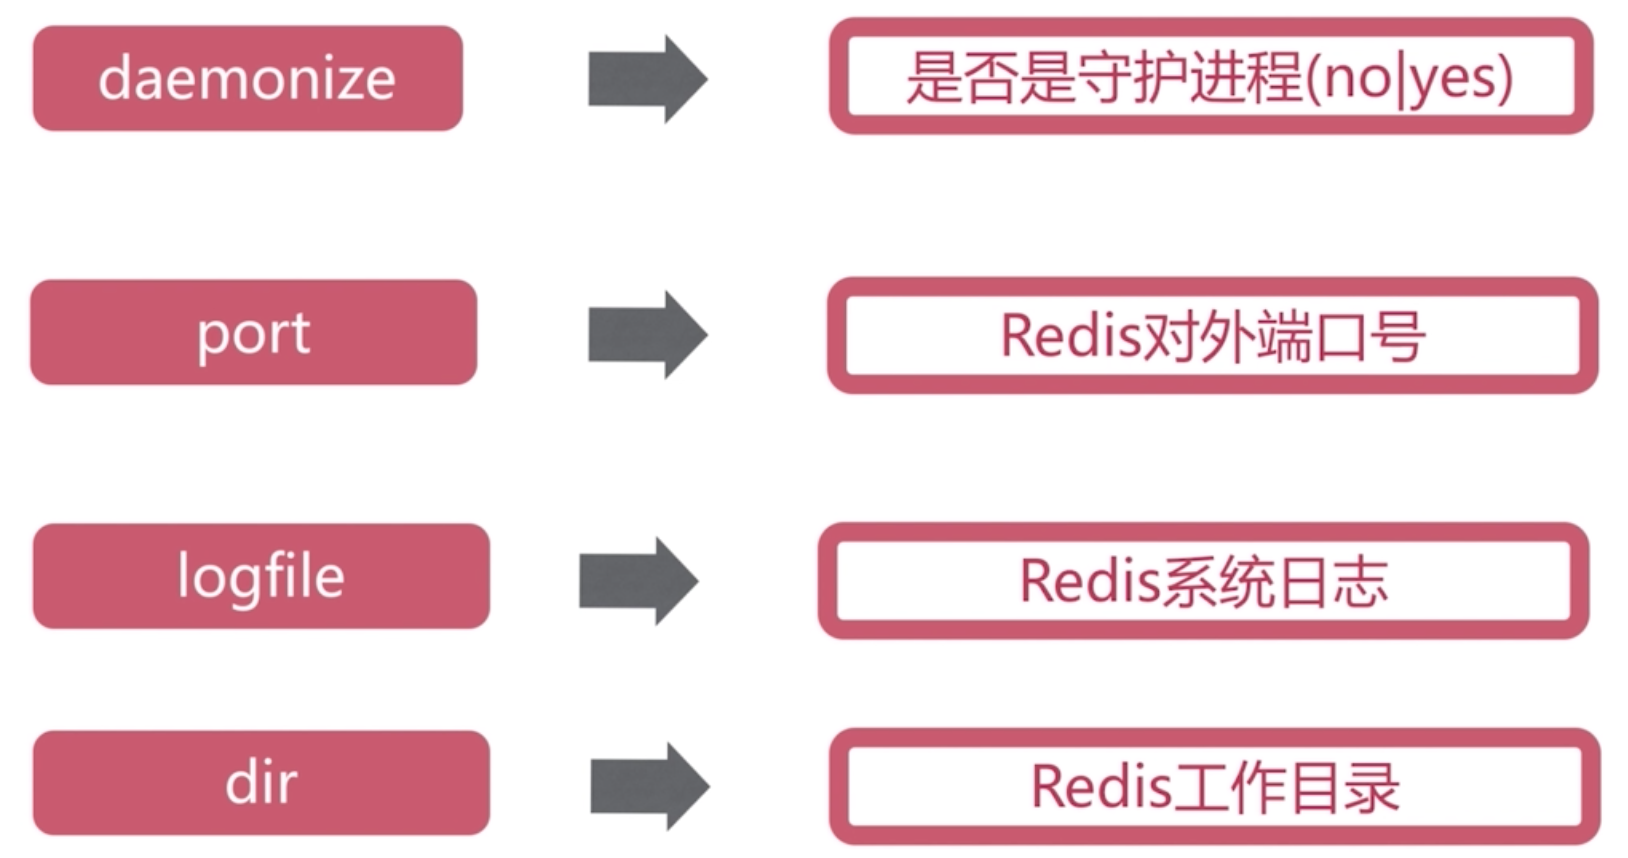 daemonize
是否是守护进程(no|yes)
port
Redis对外端口号
logfile
Redis系统日志
dir
Redis工作目录